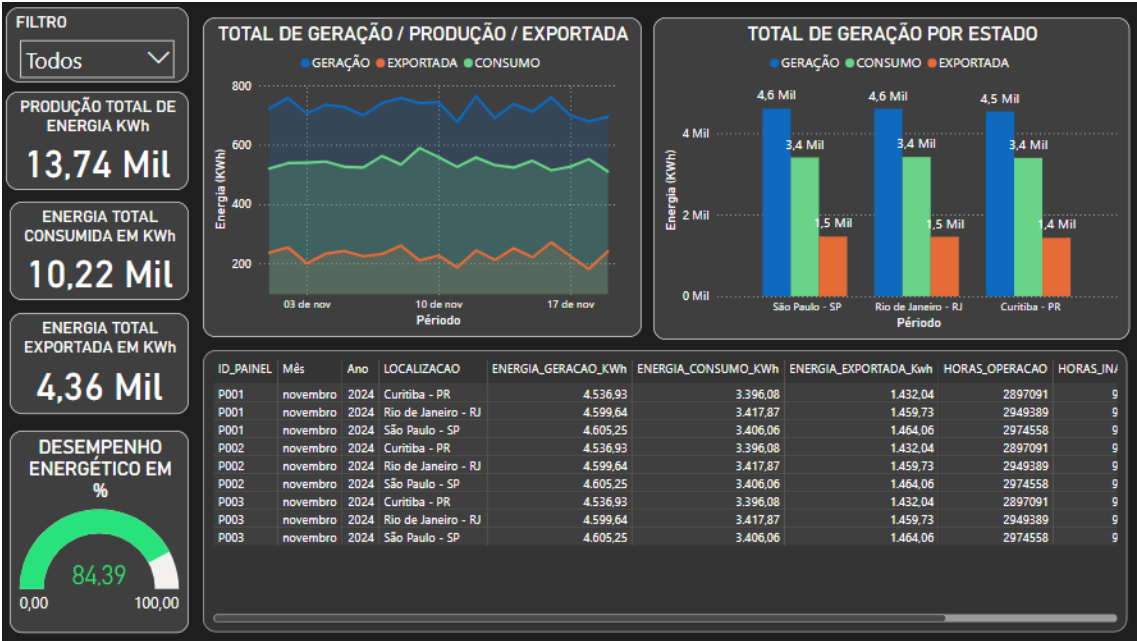 FILTRO
Todos
PRODUÇÃO TOTAL DE
ENERGIA KWh
13,74 Mil
ENERGIA TOTAL
CONSUMIDA EM KWh
10,22 Mil
ENERGIA TOTAL
EXPORTADA EM KWh
4,36 Mil
DESEMPENHO
ENERGÉTICO EM
%
84,39
0,00 100,00
TOTAL DE GERAÇÃO / PRODUÇÃO / EXPORTADA
GERAÇÃO EXPORTADA CONSUMO
Energia (KWh)
800
600
400
200
03 de nov 10 de nov 17 de nov
Período
TOTAL DE GERAÇÃO POR ESTADO
GERAÇÃO CONSUMO EXPORTADA
Energia (KWh)
4,6 Mil 4,6 Mil 4,5 Mil
4 Mil
3,4 Mil 3,4 Mil 3,4 Mil
2 Mil
1,5 Mil 1,5 Mil 1,4 Mil
0 Mil
São Paulo - SP Rio de Janeiro - RJ Curitiba - PR
Período
ID_PAINEL Mês Ano LOCALIZACAO ENERGIA_GERACAO_KWh ENERGIA_CONSUMO_KWh ENERGIA_EXPORTADA_Kwh HORAS_OPERACAO HORAS_INA
P001 novembro 2024 Curitiba - PR 4.536,93 3.396,08 1.432,04 2897091 9
P001 novembro 2024 Rio de Janeiro - RJ 4.599,64 3.417,87 1.459,73 2949389 9
P001 novembro 2024 São Paulo - SP 4.605,25 3.406,06 1.464,06 2974558 9
P002 novembro 2024 Curitiba - PR 4.536,93 3.396,08 1.432,04 2897091 9
P002 novembro 2024 Rio de Janeiro - RJ 4.599,64 3.417,87 1.459,73 2949389 9
P002 novembro 2024 São Paulo - SP 4.605,25 3.406,06 1.464,06 2974558 9
P003 novembro 2024 Curitiba - PR 4.536,93 3.396,08 1.432,04 2897091 9
P003 novembro 2024 Rio de Janeiro - RJ 4.599,64 3.417,87 1.459,73 2949389 9
P003 novembro 2024 São Paulo - SP 4.605,25 3.406,06 1.464,06 2974558 9